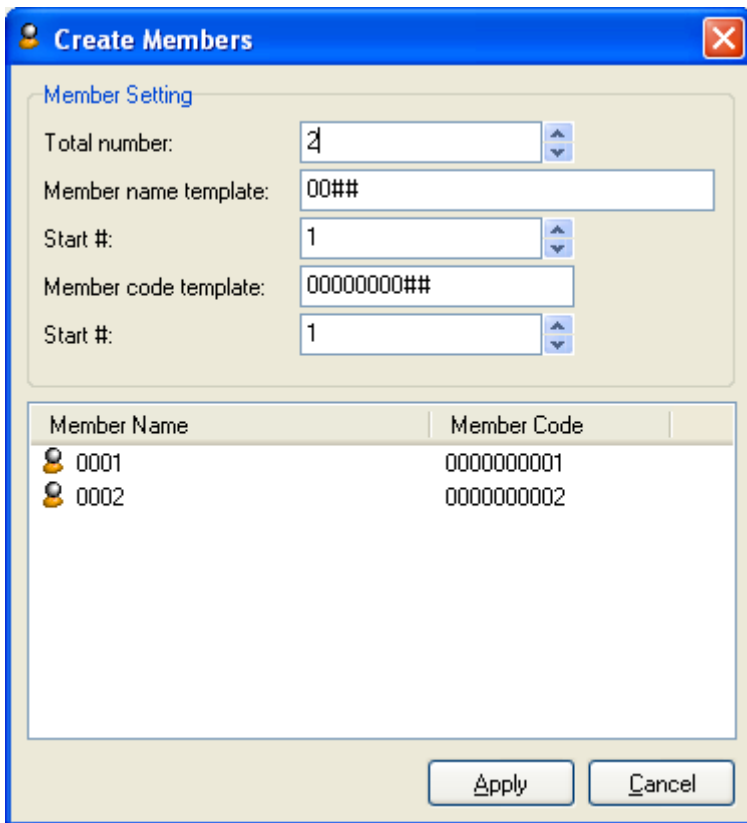 Create Members
Member Setting
Total number: 2
Member name template: 00##
Start #: 1
Member code template: 00000000##
Start #: 1
Member Name Member Code
0001 0000000001
0002 0000000002
Apply Cancel